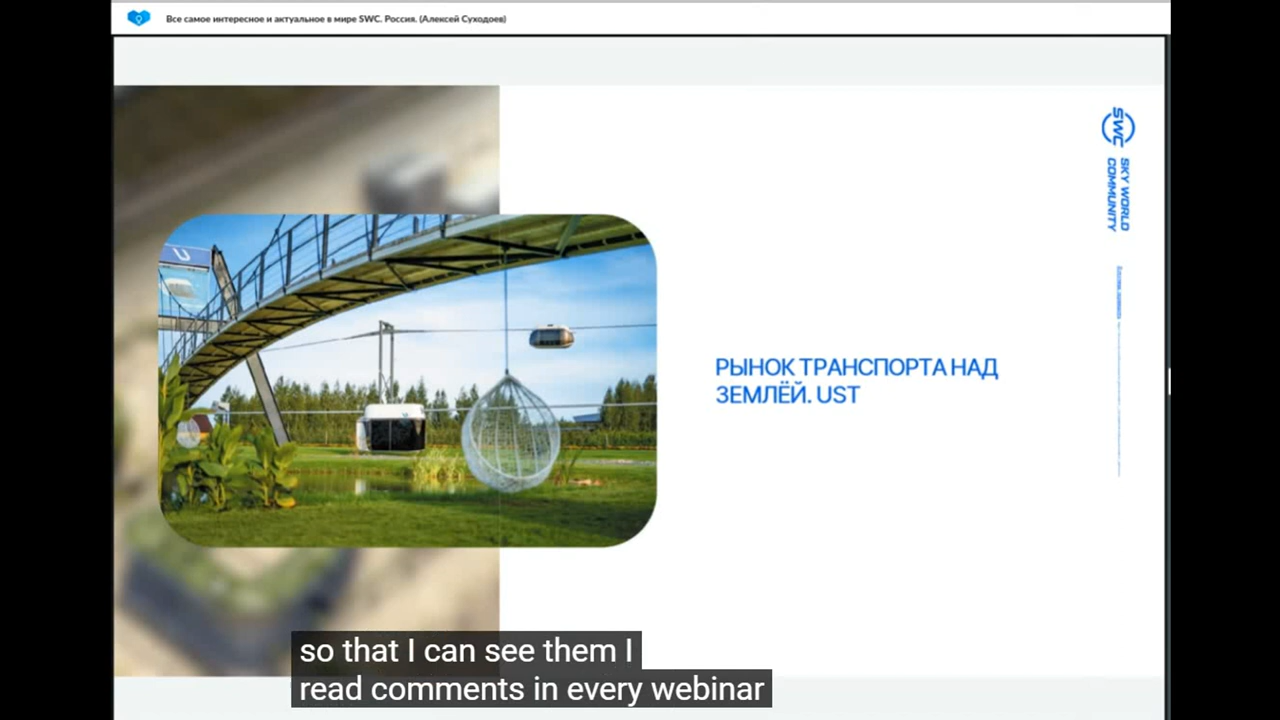 Все самое интересное и актуальное в мире SWC. Россия. (Алексей Суходоев)
SWC
SKY WORLD
COMMUNITY
U
РЫНОК ТРАНСПОРТА НАД
ЗЕМЛЁЙ. UST
so that I can see them I
read comments in every webinar